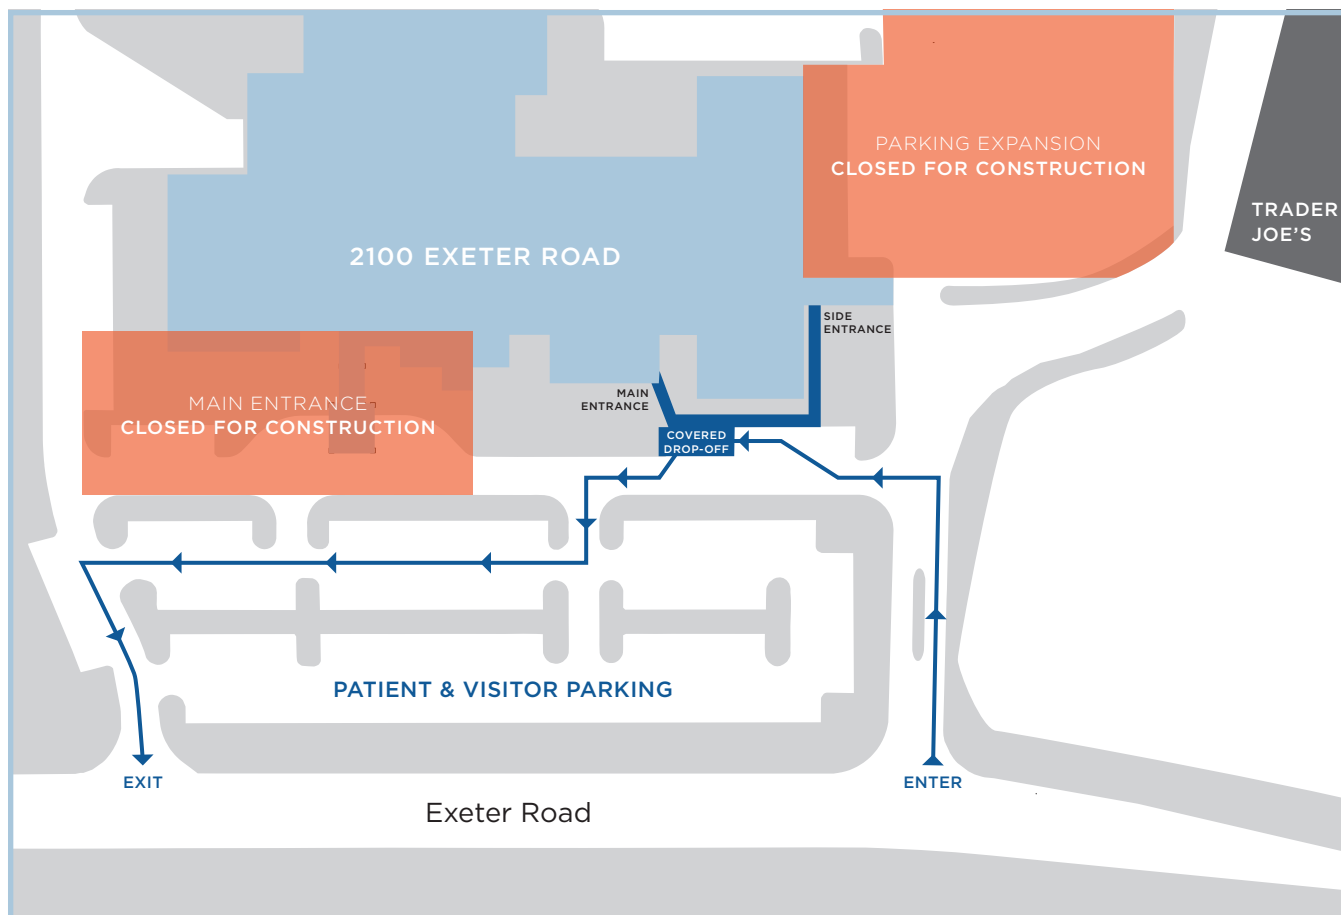 PARKING EXPANSION
CLOSED FOR CONSTRUCTION
TRADER
JOE'S
2100 EXETER ROAD
SIDE
ENTRANCE
MAIN
ENTRANCE
MAIN ENTRANCE
CLOSED FOR CONSTRUCTION
COVERED
DROP-OFF
PATIENT & VISITOR PARKING
EXIT
ENTER
Exeter Road